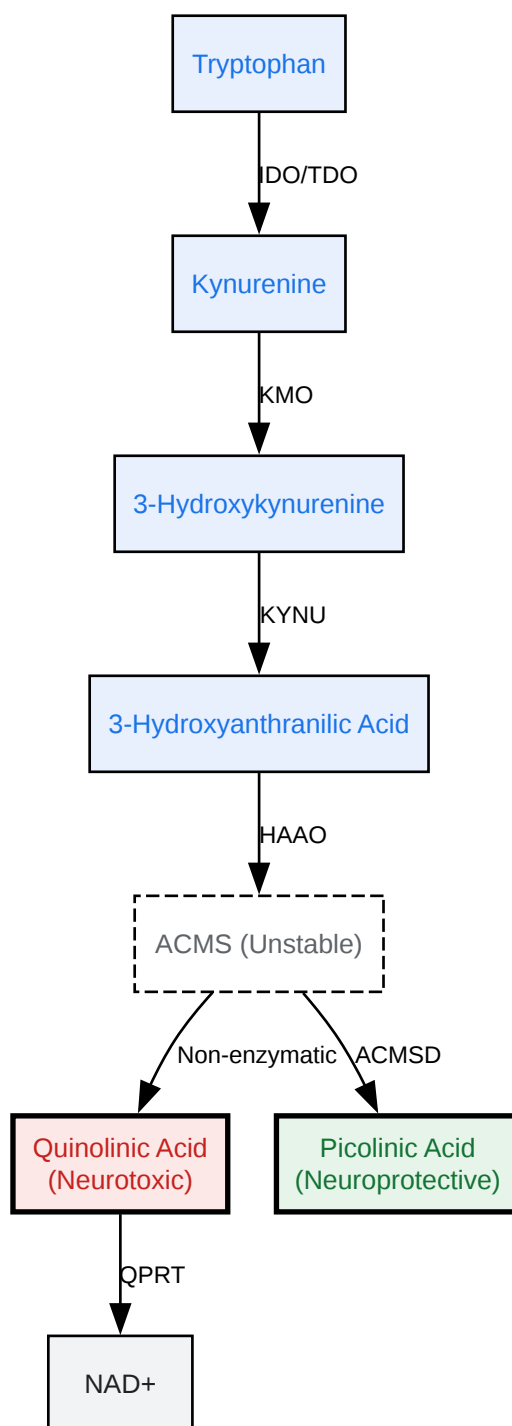 Tryptophan
IDO/TDO
Kynurenine
KMO
3-Hydroxykynurenine
KYNU
3-Hydroxyanthranilic Acid
HAAO
ACMS (Unstable)
Non-enzymatic
ACMSD
Quinolinic Acid
(Neurotoxic)
Picolinic Acid
(Neuroprotective)
QPRT
NAD+